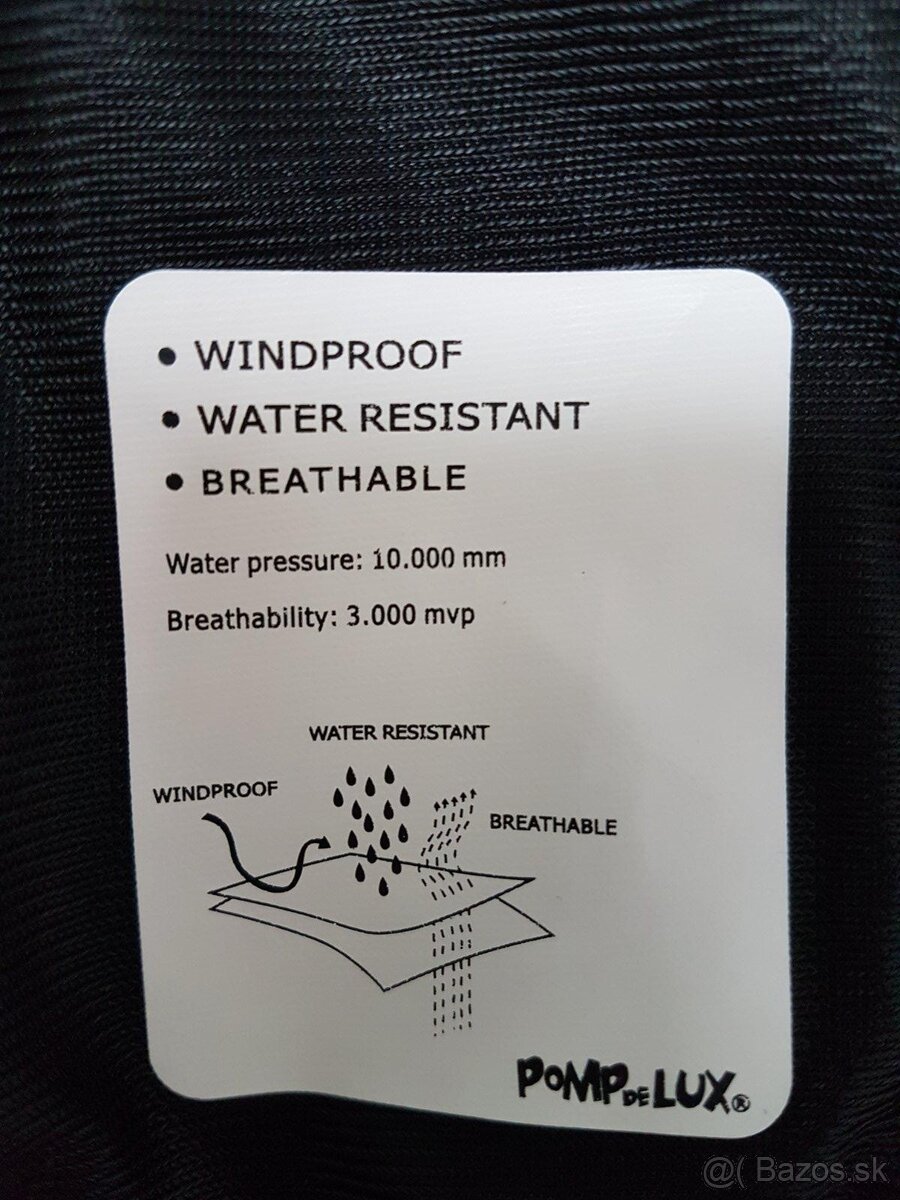 • WINDPROOF
• WATER RESISTANT
• BREATHABLE
Water pressure: 10.000 mm
Breathability: 3.000 mvp
WATER RESISTANT
WINDPROOF
BREATHABLE
POMP DE LUX®
@( Bazos.sk